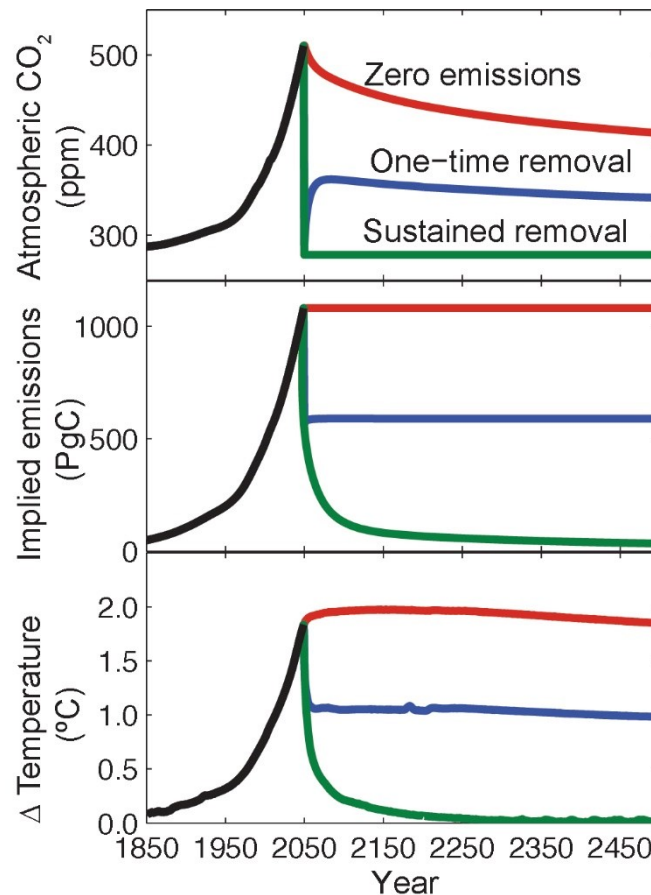 Atmospheric CO₂
(ppm)
500
400
300
Zero emissions
One-time removal
Sustained removal
Implied emissions
(PgC)
1000
500
0
Δ Temperature
(ºC)
2.0
1.5
1.0
0.5
0.0
1850 1950 2050 2150 2250 2350 2450
Year